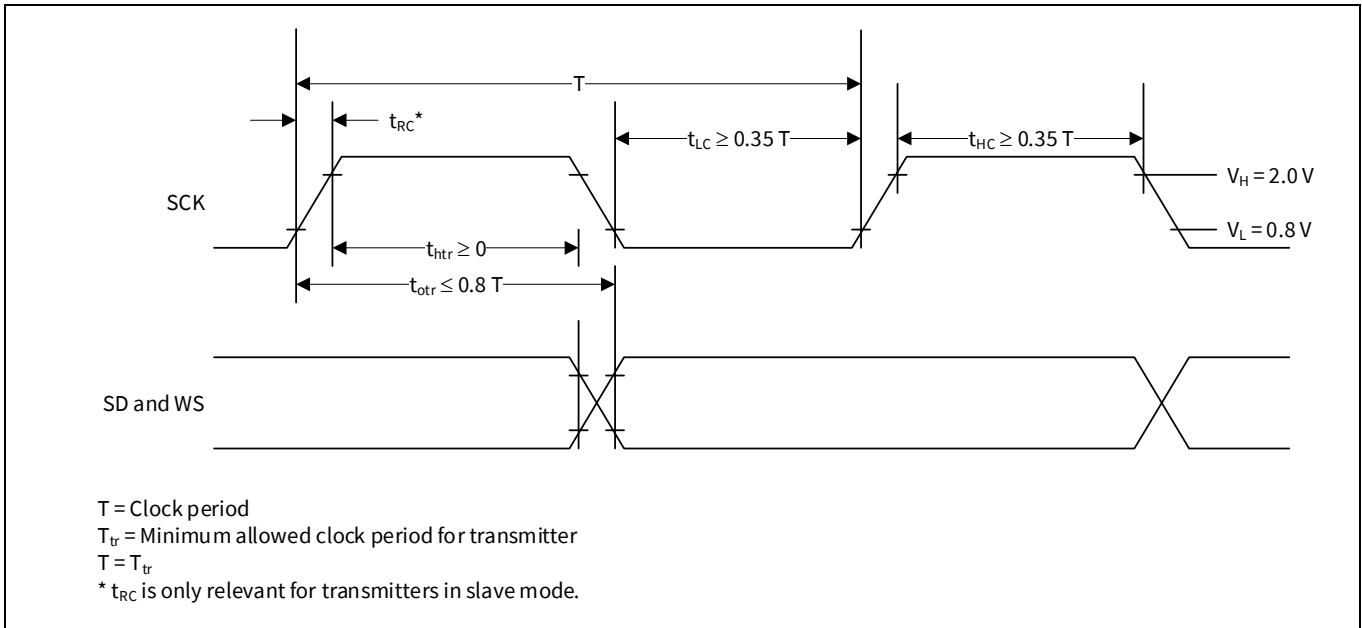 T
t_RC*
t_LC ≥ 0.35 T
t_HC ≥ 0.35 T
V_H = 2.0 V
SCK
V_L = 0.8 V
t_htr ≥ 0
t_otr ≤ 0.8 T
SD and WS
T = Clock period
T_tr = Minimum allowed clock period for transmitter
T = T_tr
* t_RC is only relevant for transmitters in slave mode.